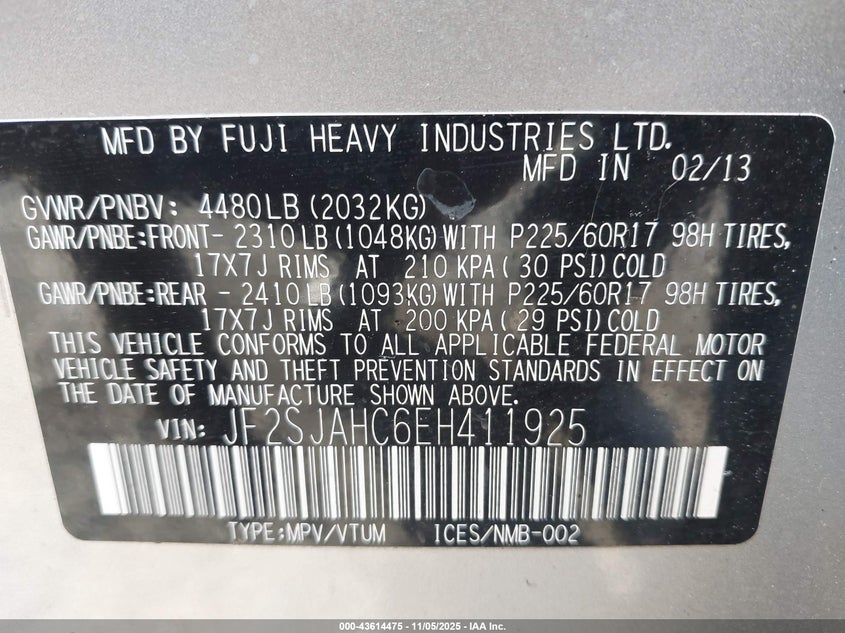 MFD BY FUJI HEAVY INDUSTRIES LTD.
MFD IN 02/13
GVWR/PNBV: 4480LB (2032KG)
GAWR/PNBE:FRONT- 2310 LB (1048KG) WITH P225/60R17 98H TIRES,
17X7J RIMS AT 210 KPA ( 30 PSI) COLD
GAWR/PNBE:REAR - 2410 LB (1093KG) WITH P225/60R17 98H TIRES,
17X7J RIMS AT 200 KPA ( 29 PSI) COLD
THIS VEHICLE CONFORMS TO ALL APPLICABLE FEDERAL MOTOR
VEHICLE SAFETY AND THEFT PREVENTION STANDARDS IN EFFECT ON
THE DATE OF MANUFACTURE SHOWN ABOVE.
VIN: JF2SJAHC6EH411925
TYPE:MPV/VTUM ICES/NMB-002
000-43614475 - 11/05/2025 - IAA Inc.